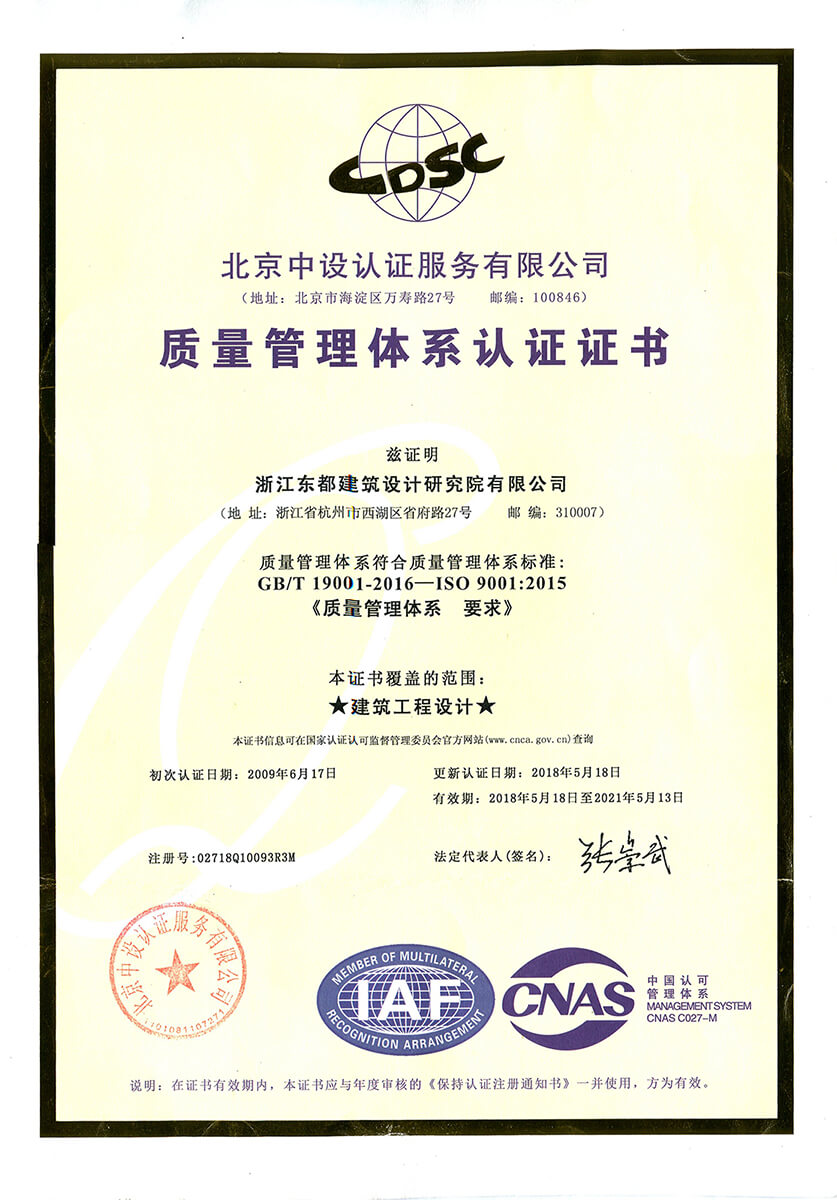 CDSC
北京中设认证服务有限公司
（地址：北京市海淀区万寿路27号　邮编：100846）
质量管理体系认证证书
兹证明
浙江东都建筑设计研究院有限公司
（地 址：浙江省杭州市西湖区省府路27号　邮 编：310007）
质量管理体系符合质量管理体系标准：
GB/T 19001-2016—ISO 9001:2015
《质量管理体系　要求》
本证书覆盖的范围：
★建筑工程设计★
本证书信息可在国家认证认可监督管理委员会官方网站(www.cnca.gov.cn)查询
初次认证日期：2009年6月17日
更新认证日期：2018年5月18日
有效期：2018年5月18日至2021年5月13日
注册号:02718Q10093R3M
法定代表人(签名)：
张崇武
北京中设认证服务有限公司
MEMBER OF MULTILATERAL
IAF
RECOGNITION ARRANGEMENT
CNAS
中国认可
管理体系
MANAGEMENT SYSTEM
CNAS C027-M
说明：在证书有效期内，本证书应与年度审核的《保持认证注册通知书》一并使用，方为有效。